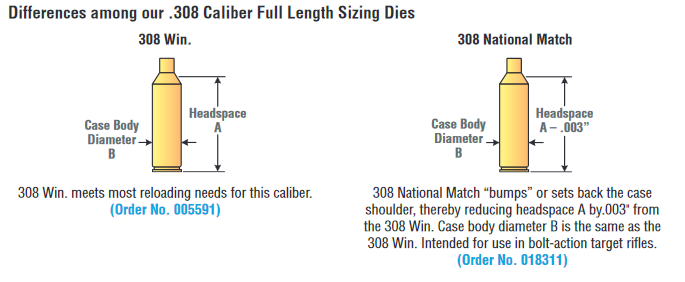 Differences among our .308 Caliber Full Length Sizing Dies
308 Win.
Headspace
A
Case Body
Diameter
B
308 Win. meets most reloading needs for this caliber.
(Order No. 005591)
308 National Match
Headspace
A – .003”
Case Body
Diameter
B
308 National Match “bumps” or sets back the case
shoulder, thereby reducing headspace A by.003" from
the 308 Win. Case body diameter B is the same as the
308 Win. Intended for use in bolt-action target rifles.
(Order No. 018311)